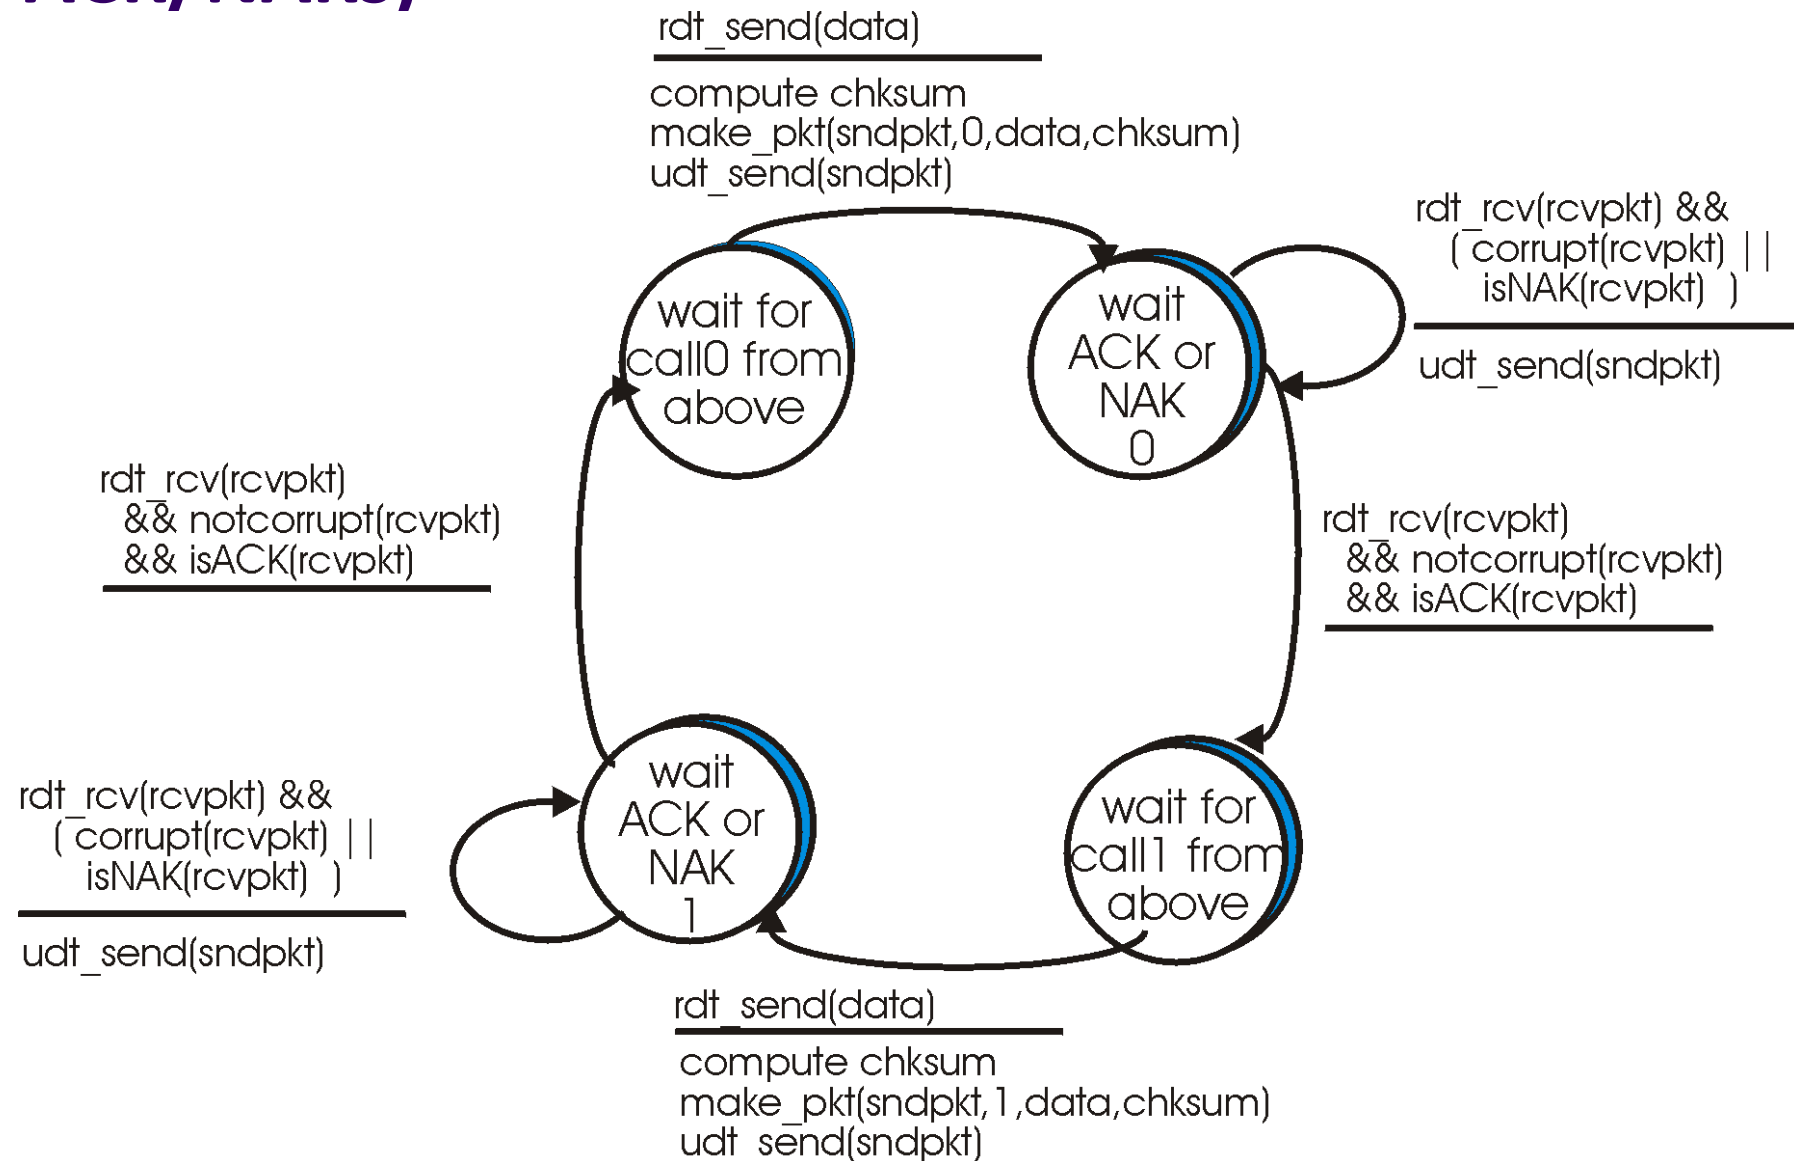 ACK/NAKs)
rdt_send(data)
compute chksum
make_pkt(sndpkt,0,data,chksum)
udt_send(sndpkt)
rdt_rcv(rcvpkt) &&
( corrupt(rcvpkt) ||
isNAK(rcvpkt) )
udt_send(sndpkt)
wait for
call0 from
above
wait
ACK or
NAK
0
rdt_rcv(rcvpkt)
&& notcorrupt(rcvpkt)
&& isACK(rcvpkt)
rdt_rcv(rcvpkt)
&& notcorrupt(rcvpkt)
&& isACK(rcvpkt)
rdt_rcv(rcvpkt) &&
( corrupt(rcvpkt) ||
isNAK(rcvpkt) )
udt_send(sndpkt)
wait
ACK or
NAK
1
wait for
call1 from
above
rdt_send(data)
compute chksum
make_pkt(sndpkt,1,data,chksum)
udt_send(sndpkt)